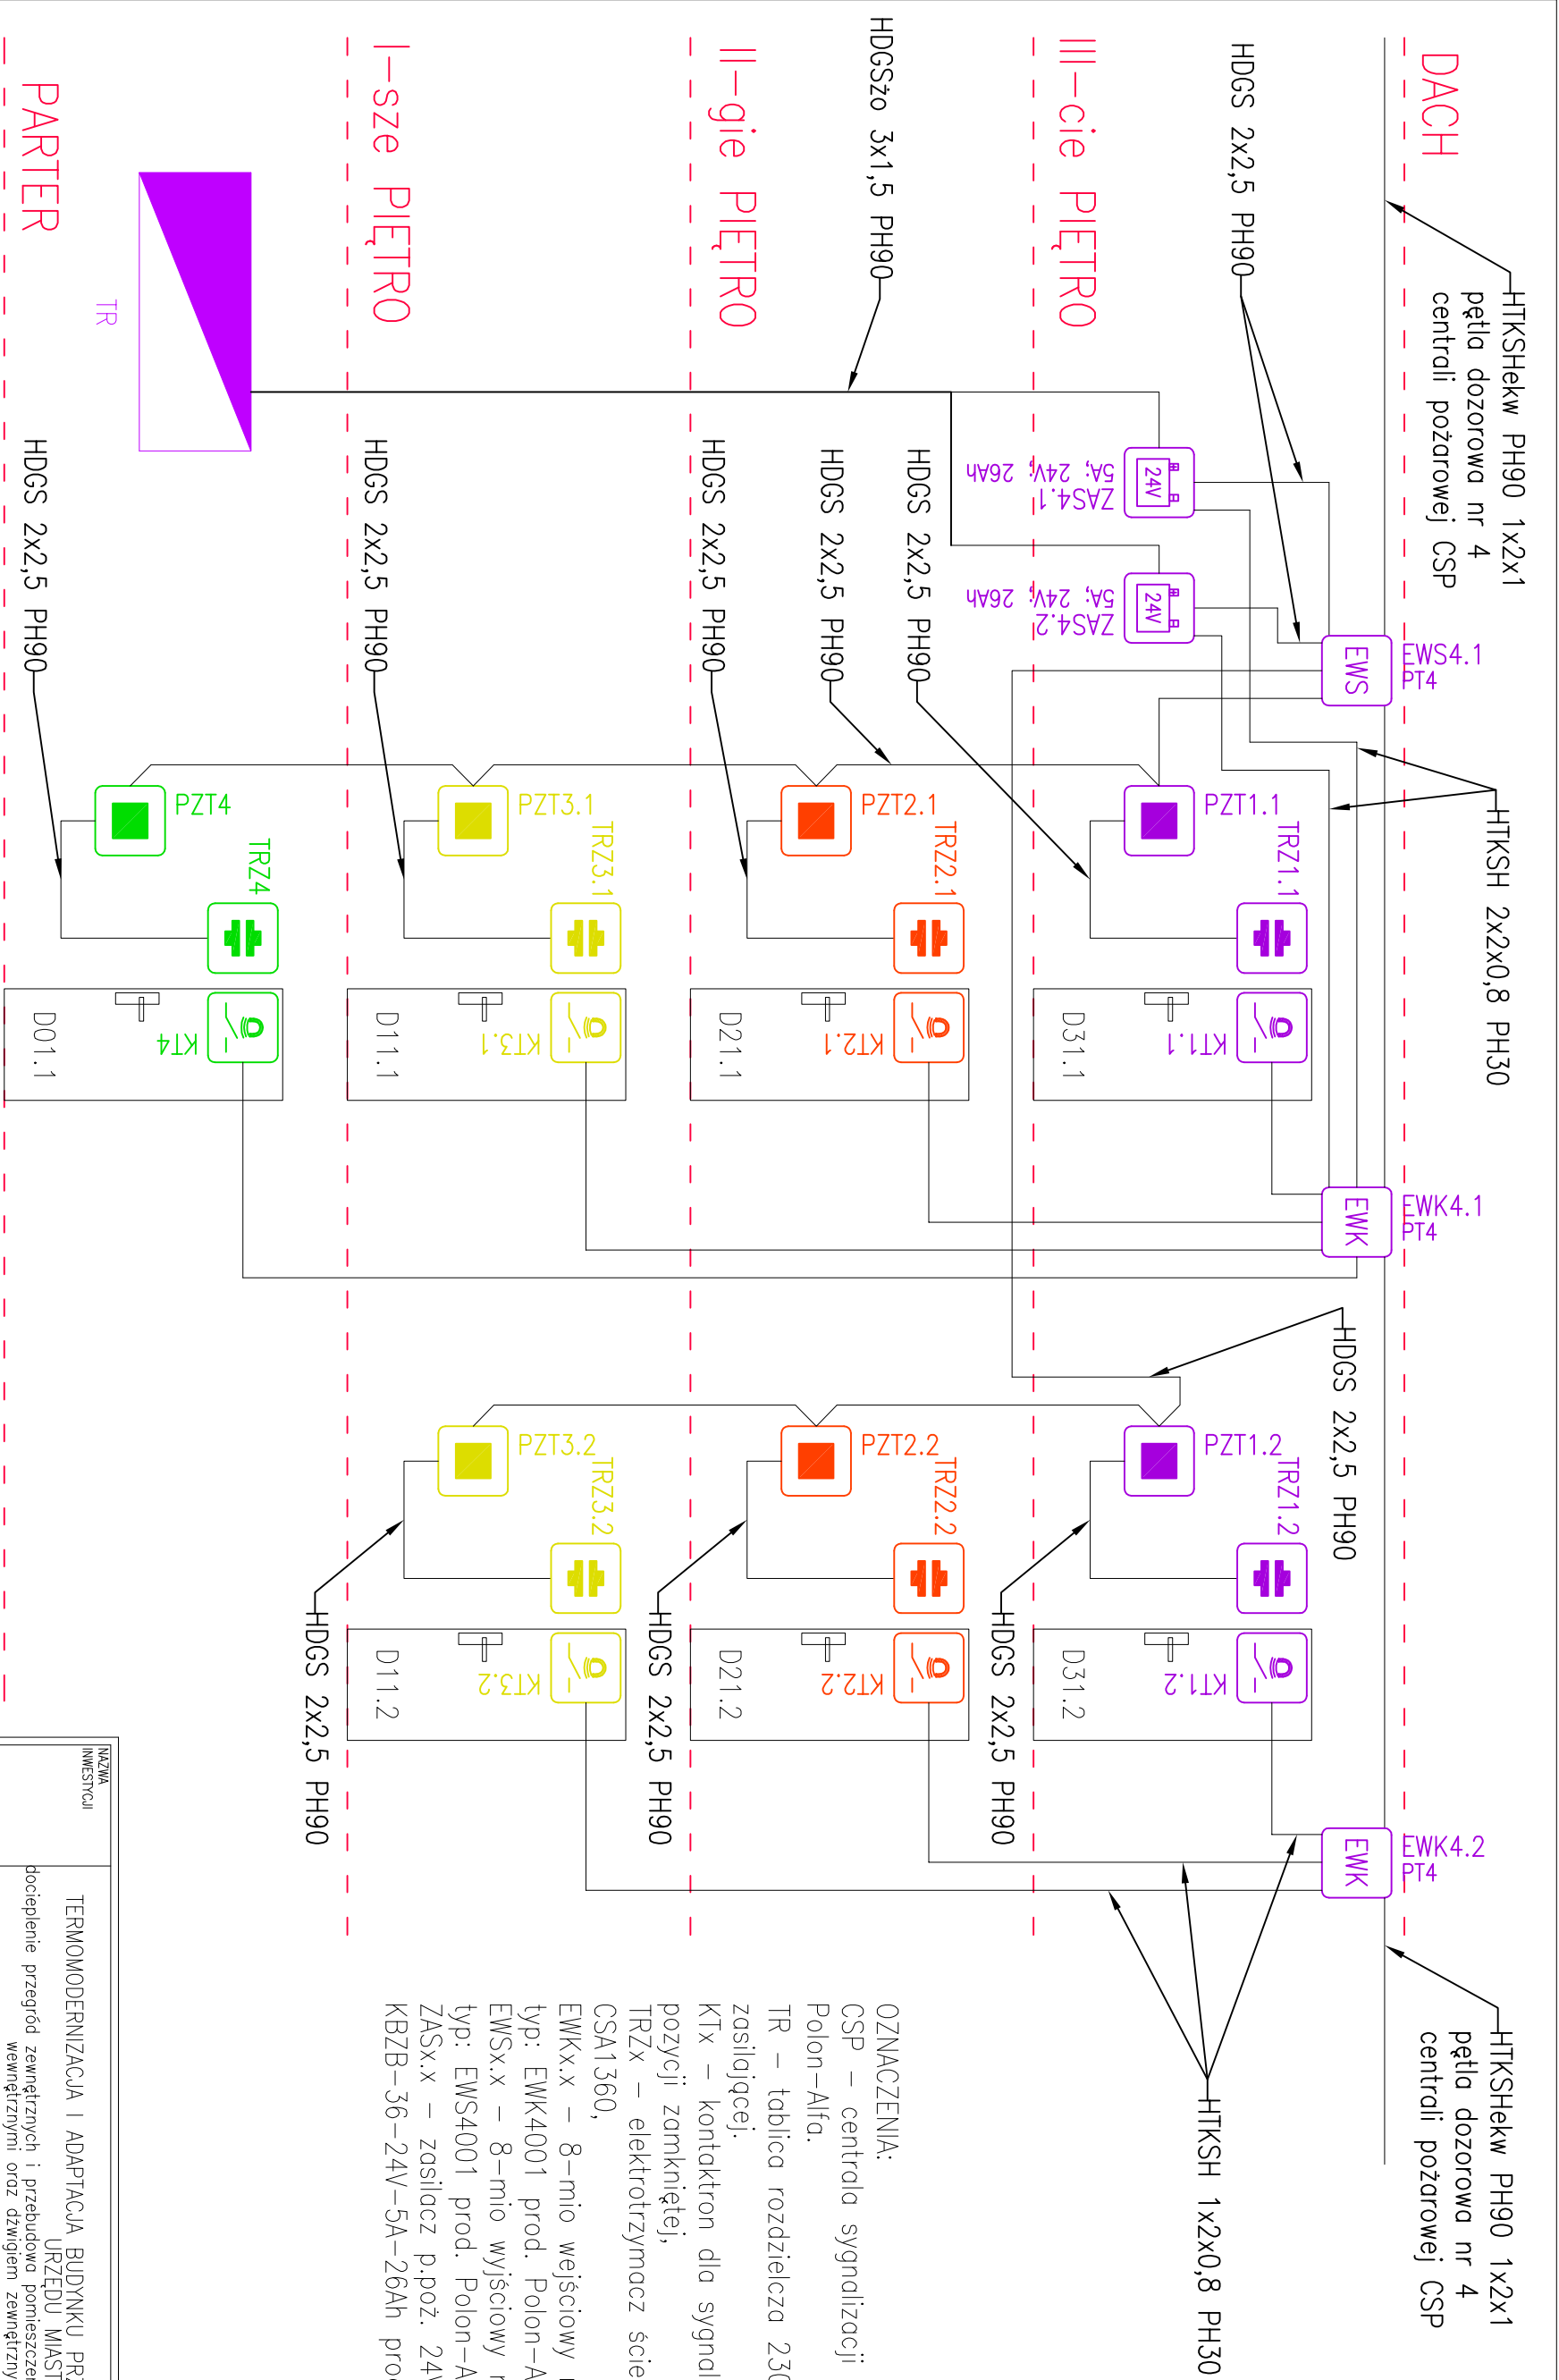 HTKSHekw PH90 1x2x1
pętla dozorowa nr 4
centrali pożarowej CSP
HTKSHekw PH90 1x2x1
pętla dozorowa nr 4
centrali pożarowej CSP
DACH
EWS4.1
PT4
EWS
EWK4.1
PT4
EWK
EWK4.2
PT4
EWK
HTKSH 2x2x0,8 PH30
HDGS 2x2,5 PH90
HDGS 2x2,5 PH90
HTKSH 1x2x0,8 PH30
III-cie PIĘTRO
24V
ZAS4.1
5A; 24V; 26Ah
24V
ZAS4.2
5A; 24V; 26Ah
PZT1.1
TRZ1.1
KT1.1
D31.1
PZT1.2
TRZ1.2
KT1.2
D31.2
HDGS 2x2,5 PH90
HDGS 2x2,5 PH90
HDGSżo 3x1,5 PH90
HDGS 2x2,5 PH90
II-gie PIĘTRO
PZT2.1
TRZ2.1
KT2.1
D21.1
PZT2.2
TRZ2.2
KT2.2
D21.2
HDGS 2x2,5 PH90
HDGS 2x2,5 PH90
I-sze PIĘTRO
PZT3.1
TRZ3.1
KT3.1
D11.1
PZT3.2
TRZ3.2
KT3.2
D11.2
HDGS 2x2,5 PH90
HDGS 2x2,5 PH90
TR
PARTER
PZT4
TRZ4
KT4
D01.1
HDGS 2x2,5 PH90
OZNACZENIA:
CSP – centrala sygnalizacji
Polon–Alfa.
TR – tablica rozdzielcza 230
zasilającej.
KTx – kontaktron dla sygnal
pozycji zamkniętej,
TRZx – elektrotrzymacz ście
CSA1360,
EWKx.x – 8–mio wejściowy
typ: EWK4001 prod. Polon–A
EWSx.x – 8–mio wyjściowy
typ: EWS4001 prod. Polon–A
ZASx.x – zasilacz p.poż. 24V
KBZB–36–24V–5A–26Ah pro
NAZWA
INWESTYCJI
TERMOMODERNIZACJA I ADAPTACJA BUDYNKU PRZ
URZĘDU MIAST
docieplenie przegród zewnętrznych i przebudowa pomieszczeń
wewnętrznymi oraz dźwigiem zewnętrzny